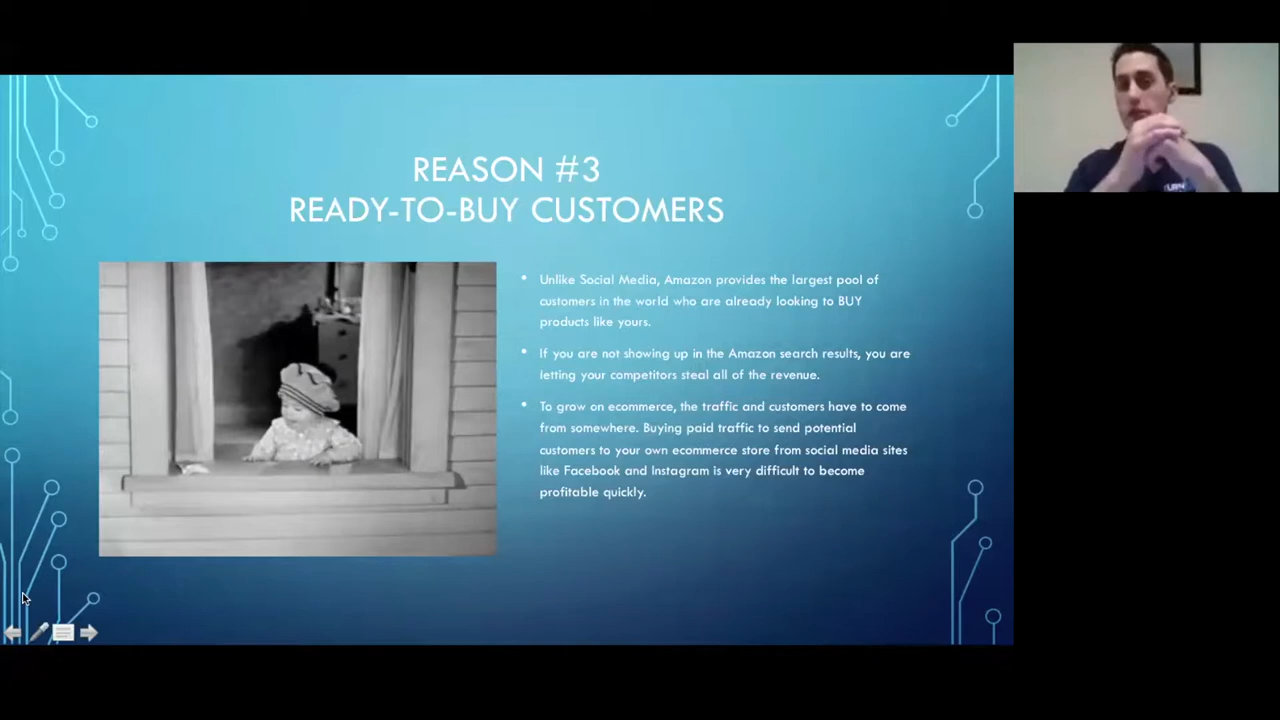 REASON #3
READY-TO-BUY CUSTOMERS
• Unlike Social Media, Amazon provides the largest pool of
customers in the world who are already looking to BUY
products like yours.
• If you are not showing up in the Amazon search results, you are
letting your competitors steal all of the revenue.
• To grow on ecommerce, the traffic and customers have to come
from somewhere. Buying paid traffic to send potential
customers to your own ecommerce store from social media sites
like Facebook and Instagram is very difficult to become
profitable quickly.